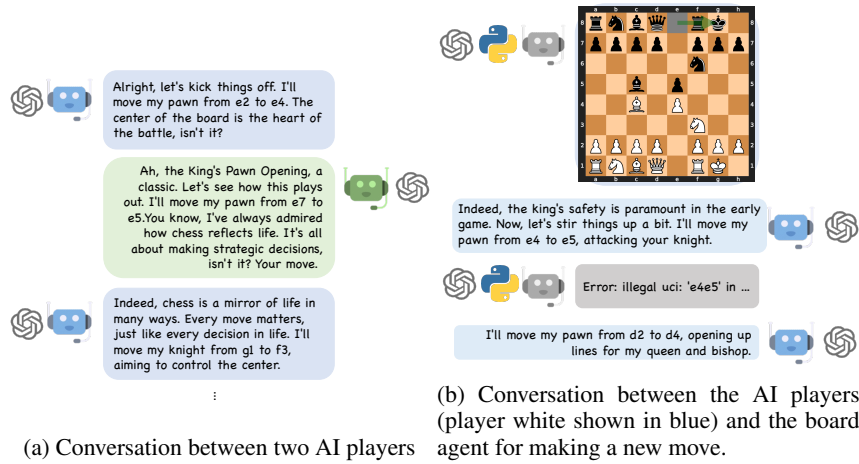 Alright, let's kick things off. I'll
move my pawn from e2 to e4. The
center of the board is the heart of
the battle, isn't it?
Ah, the King's Pawn Opening, a
classic. Let's see how this plays
out. I'll move my pawn from e7 to
e5.You know, I've always admired
how chess reflects life. It's all
about making strategic decisions,
isn't it? Your move.
Indeed, chess is a mirror of life in
many ways. Every move matters,
just like every decision in life. I'll
move my knight from g1 to f3,
aiming to control the center.
⋮
(a) Conversation between two AI players
a b c d e f g h
8 8
7 7
6 6
5 5
4 4
3 3
2 2
1 1
a b c d e f g h
Indeed, the king's safety is paramount in the early
game. Now, let's stir things up a bit. I'll move my
pawn from e4 to e5, attacking your knight.
Error: illegal uci: 'e4e5' in ...
I'll move my pawn from d2 to d4, opening up
lines for my queen and bishop.
(b) Conversation between the AI players
(player white shown in blue) and the board
agent for making a new move.